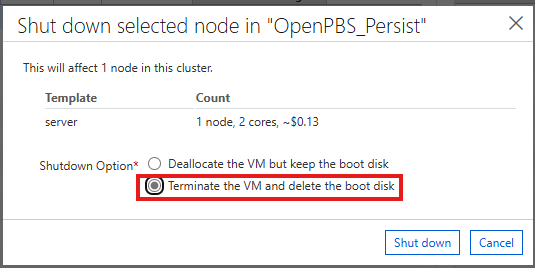 Shut down selected node in "OpenPBS_Persist"
This will affect 1 node in this cluster.
Template Count
server 1 node, 2 cores, ~$0.13
Shutdown Option* Deallocate the VM but keep the boot disk
Terminate the VM and delete the boot disk
Shut down Cancel